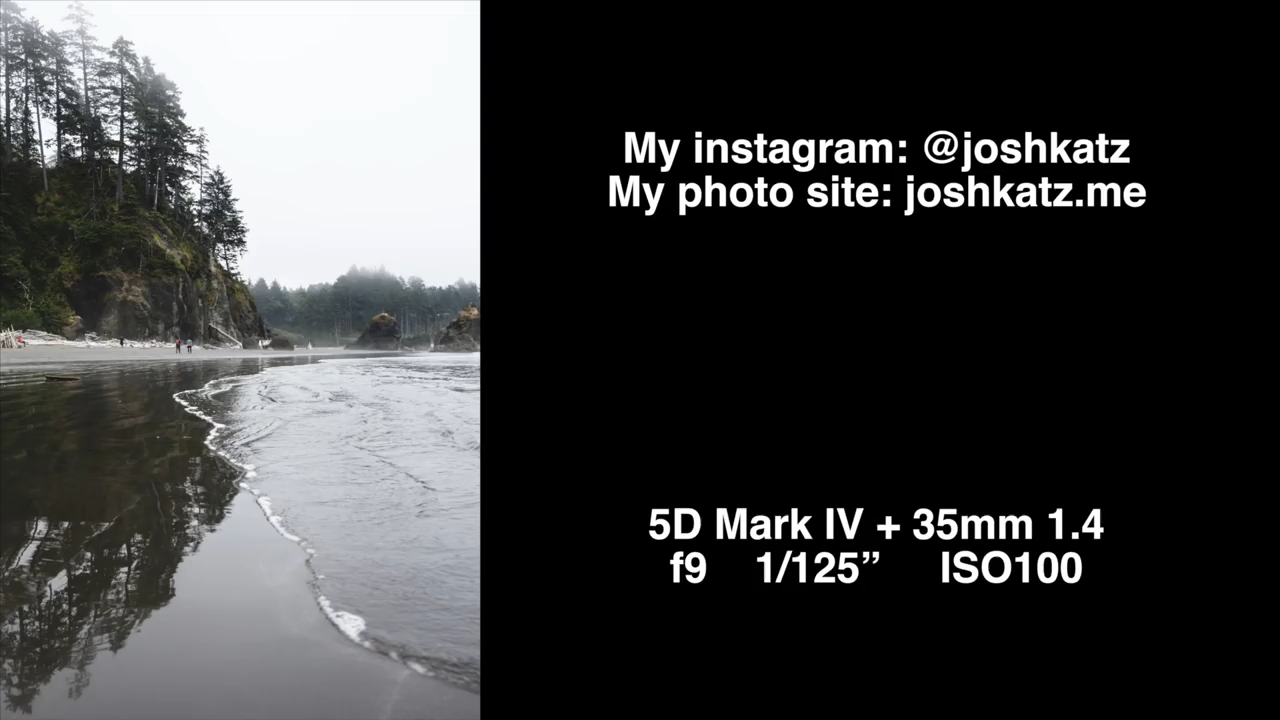 My instagram: @joshkatz
My photo site: joshkatz.me
5D Mark IV + 35mm 1.4
f9 1/125” ISO100